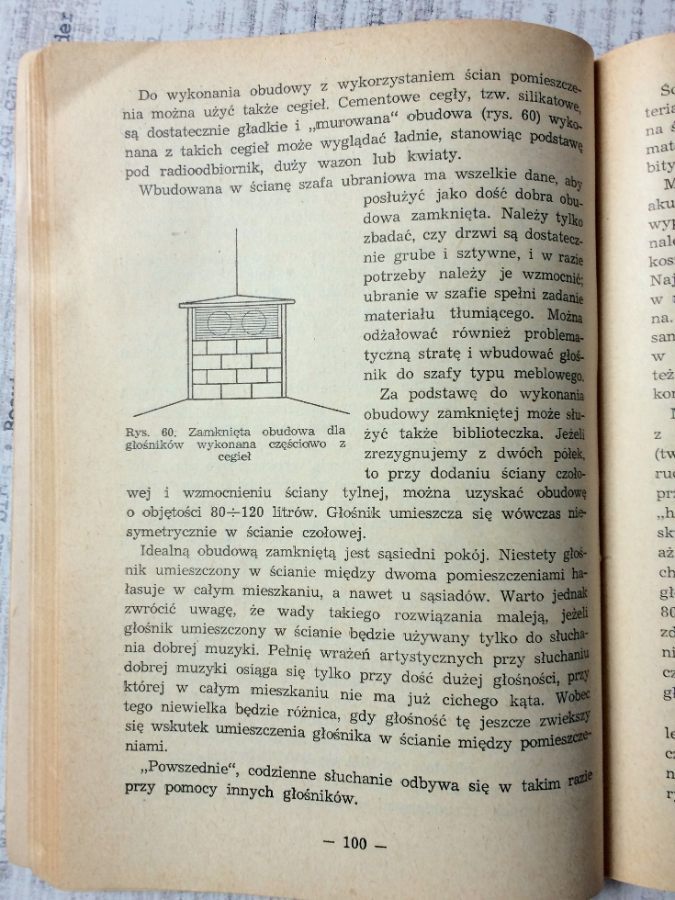 Do wykonania obudowy z wykorzystaniem ścian pomieszcze-
nia można użyć także cegieł. Cementowe cegły, tzw. silikatowe,
są dostatecznie gładkie i „murowana" obudowa (rys. 60) wyko-
nana z takich cegieł może wyglądać ładnie, stanowiąc podstawę
pod radioodbiornik, duży wazon lub kwiaty.
Wbudowana w ścianę szafa ubraniowa ma wszelkie dane, aby
posłużyć jako dość dobra obu-
dowa zamknięta. Należy tylko
zbadać, czy drzwi są dostatecz-
nie grube i sztywne, i w razie
potrzeby należy je wzmocnić;
ubranie w szafie spełni zadanie
materiału tłumiącego. Można
odżałować również problema-
tyczną stratę i wbudować głoś-
nik do szafy typu meblowego.
Za podstawę do wykonania
obudowy zamkniętej może słu-
żyć także biblioteczka. Jeżeli
zrezygnujemy z dwóch półek,
to przy dodaniu ściany czoło-
Rys. 60. Zamknięta obudowa dla
głośników wykonana częściowo z
cegieł
wej i wzmocnieniu ściany tylnej, można uzyskać obudowę
o objętości 80÷120 litrów. Głośnik umieszcza się wówczas nie-
symetrycznie w ścianie czołowej.
Idealną obudową zamkniętą jest sąsiedni pokój. Niestety głoś-
nik umieszczony w ścianie między dwoma pomieszczeniami ha-
łasuje w całym mieszkaniu, a nawet u sąsiadów. Warto jednak
zwrócić uwagę, że wady takiego rozwiązania maleją, jeżeli
głośnik umieszczony w ścianie będzie używany tylko do słucha-
nia dobrej muzyki. Pełnię wrażeń artystycznych przy słuchaniu
dobrej muzyki osiąga się tylko przy dość dużej głośności, przy
której w całym mieszkaniu nie ma już cichego kąta. Wobec
tego niewielka będzie różnica, gdy głośność tę jeszcze zwiększy
się wskutek umieszczenia głośnika w ścianie między pomieszcze-
niami.
„Powszednie", codzienne słuchanie odbywa się w takim razie
przy pomocy innych głośników.
— 100 —